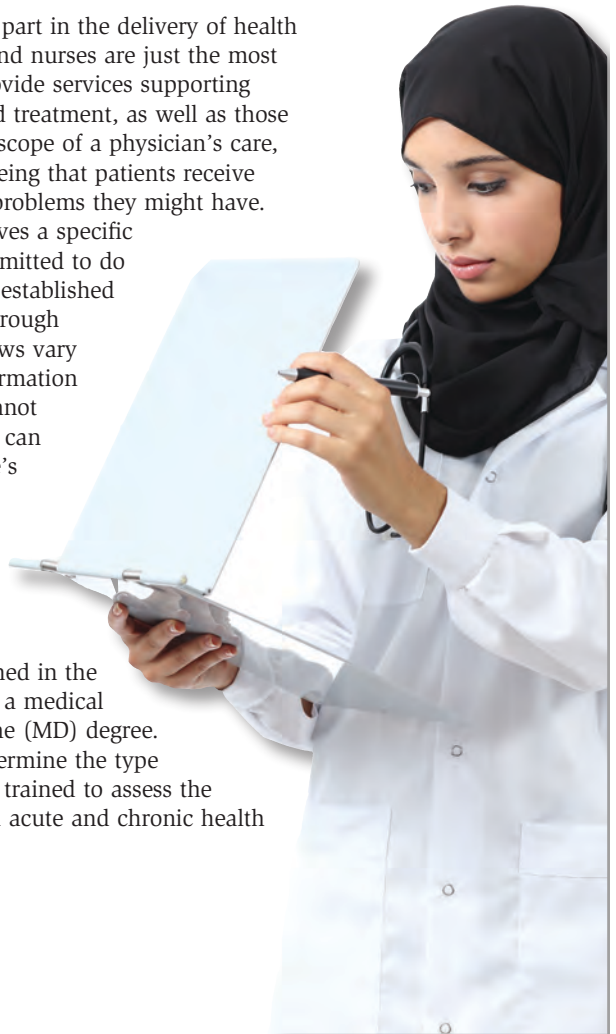 part in the delivery of health
nd nurses are just the most
ovide services supporting
d treatment, as well as those
scope of a physician’s care,
eing that patients receive
problems they might have.
ves a specific
mitted to do
established
rough
ws vary
rmation
nnot
can
e’s
ned in the
a medical
ne (MD) degree.
termine the type
trained to assess the
acute and chronic health